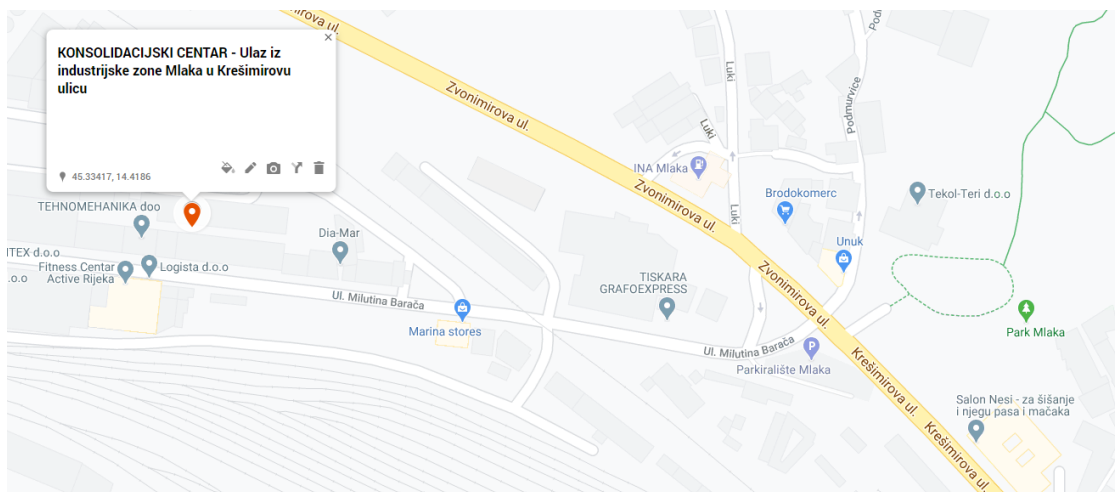 KONSOLIDACIJSKI CENTAR - Ulaz iz
industrijske zone Mlaka u Krešimirovu
ulicu
45.33417, 14.4186
TEHNOMEHANIKA doo
Dia-Mar
ITEX d.o.o
.o.o
Fitness Centar
Active Rijeka
Logista d.o.o
Ul. Milutina Barača
Marina stores
Zvonimirova ul.
Luki
Luki
Luki
Podmurvice
INA Mlaka
Zvonimirova ul.
Brodokomerc
Tekol-Teri d.o.o
Unuk
TISKARA
GRAFOEXPRESS
Zvonimirova ul.
Ul. Milutina Barača
Parkiralište Mlaka
P
Park Mlaka
Krešimirova ul.
Krešimirova ul.
Salon Nesi - za šišanje
i njegu pasa i mačaka